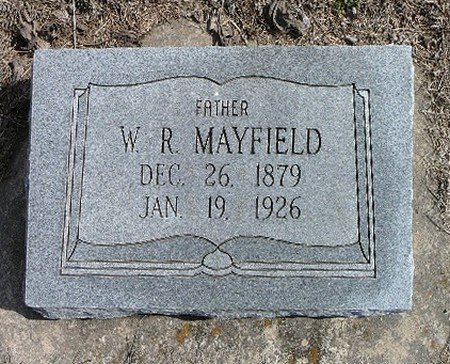 FATHER
W. R. MAYFIELD
DEC. 26. 1879
JAN. 19. 1926